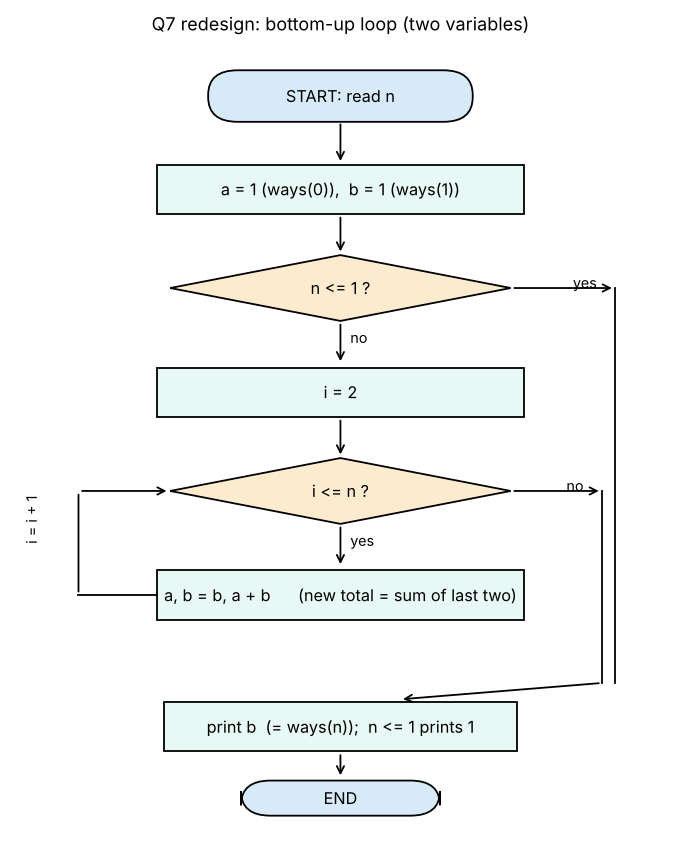 Q7 redesign: bottom-up loop (two variables)
START: read n
a = 1 (ways(0)),  b = 1 (ways(1))
n <= 1 ?
yes
no
i = 2
i <= n ?
no
i = i + 1
yes
a, b = b, a + b      (new total = sum of last two)
print b  (= ways(n));  n <= 1 prints 1
END